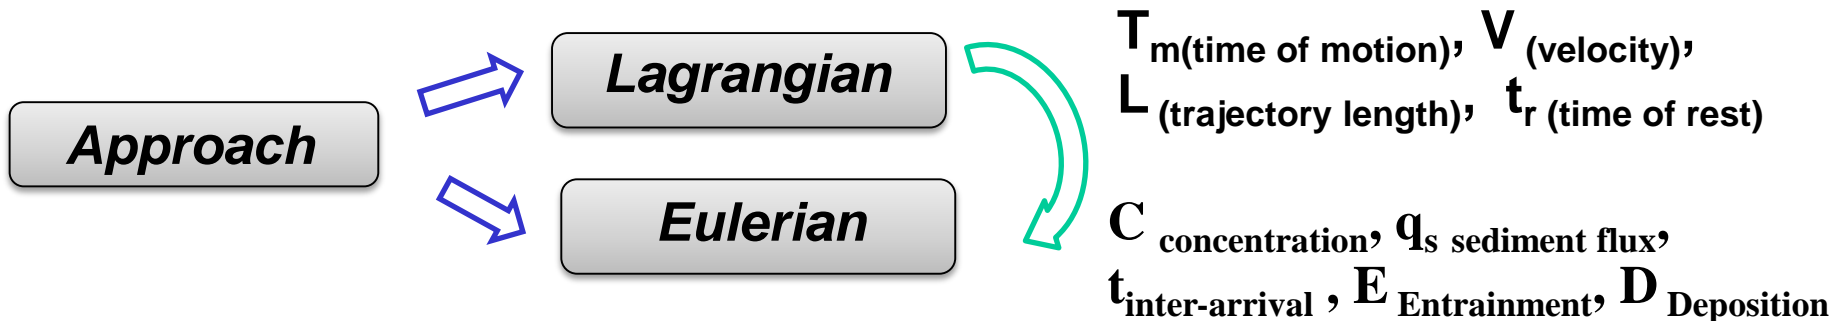 Approach
Lagrangian
Eulerian
Tm(time of motion), V (velocity),
L (trajectory length), tr (time of rest)
C concentration, qs sediment flux,
tinter-arrival , E Entrainment, D Deposition